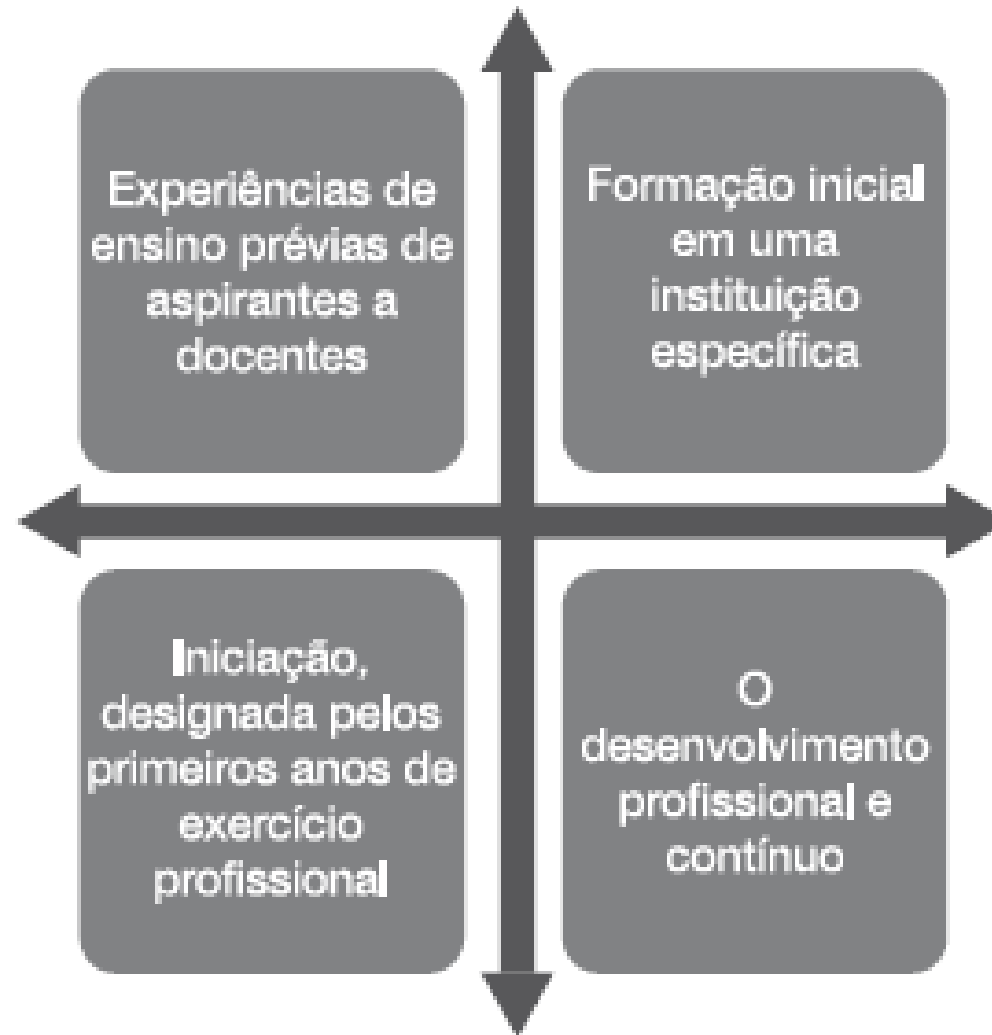 Experiências de
ensino prévias de
aspirantes a
docentes
Formação inicial
em uma
instituição
específica
Iniciação,
designada pelos
primeiros anos de
exercício
profissional
O
desenvolvimento
profissional e
contínuo